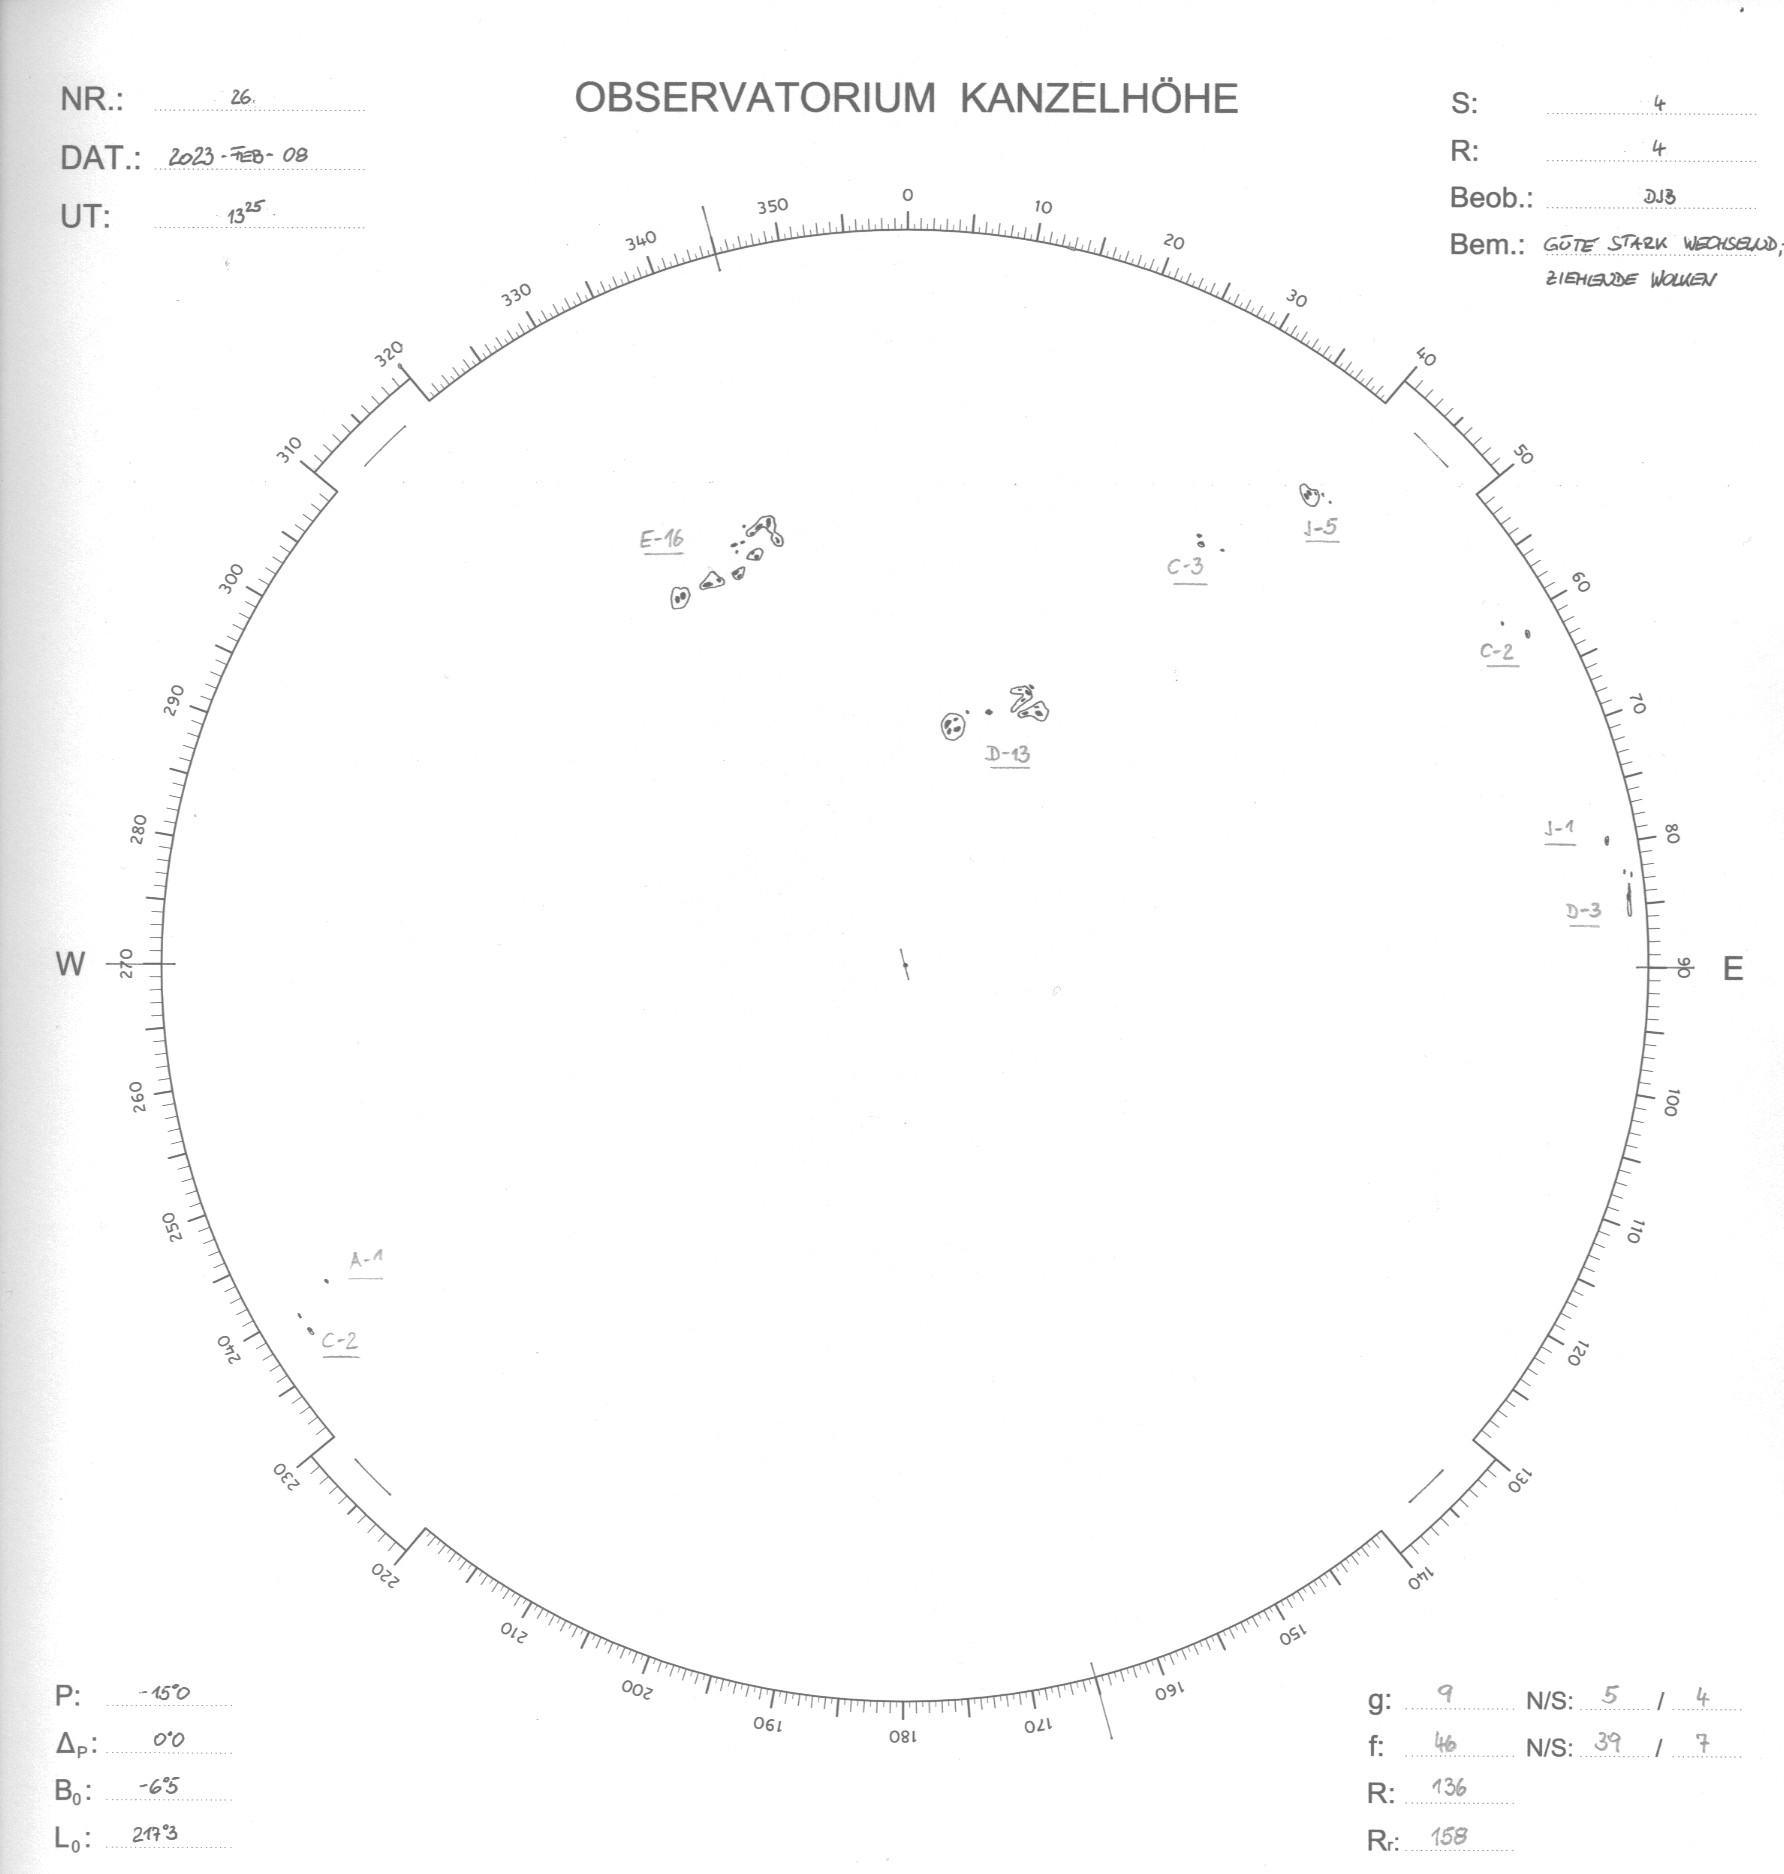 OBSERVATORIUM KANZELHÖHE
NR.: 26.
DAT.: 2023-FEB-08
UT: 13 25
S: 4
R: 4
Beob.: DJB
Bem.: GÜTE STARK WECHSELND;
ZIEHENDE WOLKEN
0
10
20
30
40
50
60
70
80
90
E
100
110
120
130
140
150
160
170
180
190
200
210
220
230
240
250
260
270
W
280
290
300
310
320
330
340
350
E-16
J-5
C-3
C-2
D-13
J-1
D-3
A-1
C-2
P: -15°0
ΔP: 0°0
B0: -6°5
L0: 217°3
g: 9 N/S: 5 / 4
f: 46 N/S: 39 / 7
R: 136
Rr: 158